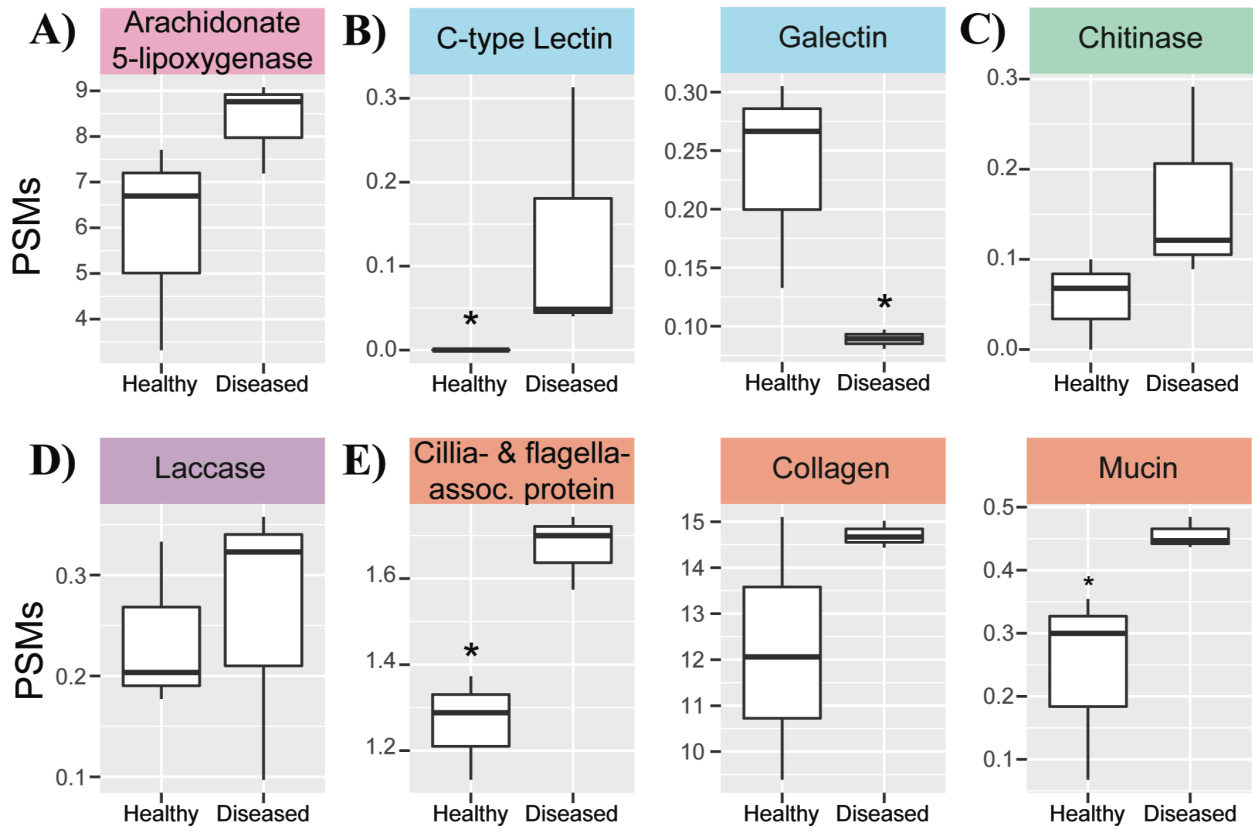 A)
Arachidonate
5-lipoxygenase
PSMs
9
8
7
6
5
4
Healthy Diseased
B)
C-type Lectin
0.3
0.2
0.1
0.0
*
Healthy Diseased
Galectin
0.30
0.25
0.20
0.15
0.10
*
Healthy Diseased
C)
Chitinase
0.3
0.2
0.1
0.0
Healthy Diseased
D)
Laccase
PSMs
0.3
0.2
0.1
Healthy Diseased
E)
Cillia- & flagella-
assoc. protein
1.6
1.4
1.2
*
Healthy Diseased
Collagen
15
14
13
12
11
10
Healthy Diseased
Mucin
0.5
0.4
0.3
0.2
0.1
*
Healthy Diseased